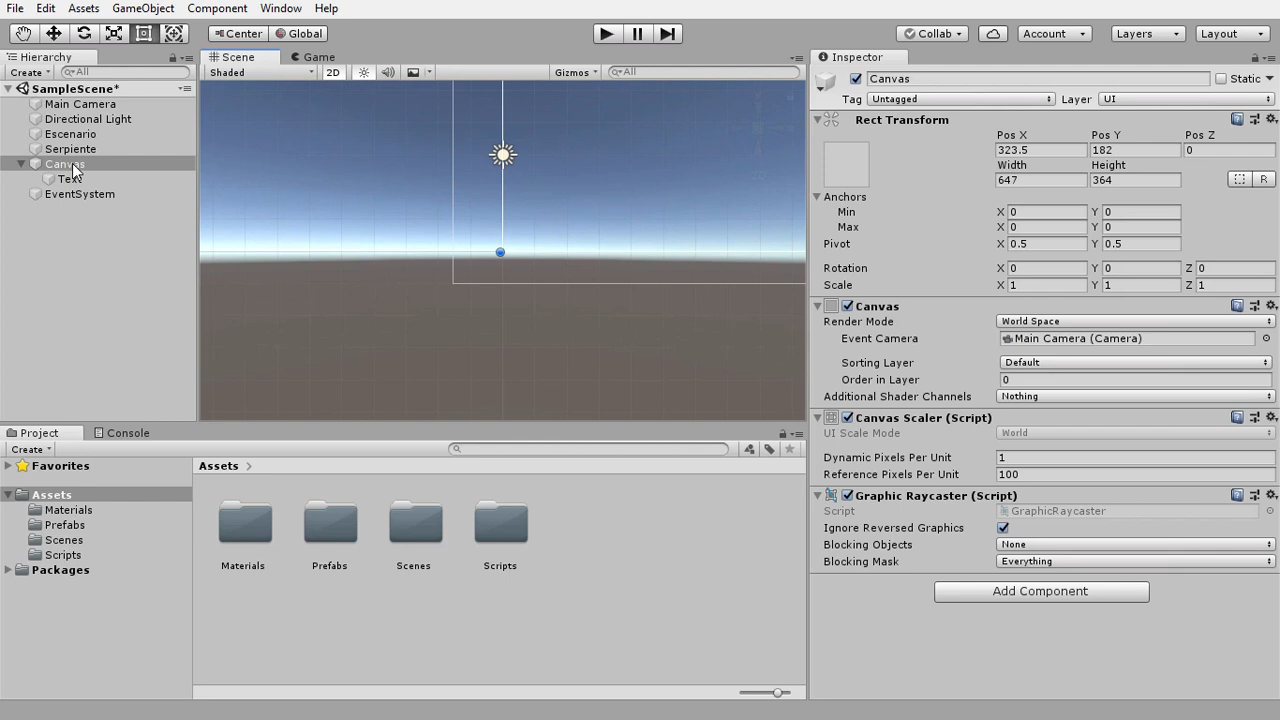 File Edit Assets GameObject Component Window Help
Center Global Collab Account Layers Layout
Hierarchy
Create All
SampleScene*
Main Camera
Directional Light
Escenario
Serpiente
Canvas
Text
EventSystem
Scene Game
Shaded 2D Gizmos All
Inspector
Canvas Static
Tag Untagged Layer UI
Rect Transform
Pos X Pos Y Pos Z
323.5 182 0
Width Height
647 364 R
Anchors
Min X 0 Y 0
Max X 0 Y 0
Pivot X 0.5 Y 0.5
Rotation X 0 Y 0 Z 0
Scale X 1 Y 1 Z 1
Canvas
Render Mode World Space
Event Camera Main Camera (Camera)
Sorting Layer Default
Order in Layer 0
Additional Shader Channels Nothing
Canvas Scaler (Script)
UI Scale Mode World
Dynamic Pixels Per Unit 1
Reference Pixels Per Unit 100
Graphic Raycaster (Script)
Script GraphicRaycaster
Ignore Reversed Graphics
Blocking Objects None
Blocking Mask Everything
Add Component
Project Console
Create
Favorites
Assets
Materials
Prefabs
Scenes
Scripts
Packages
Assets
Materials Prefabs Scenes Scripts